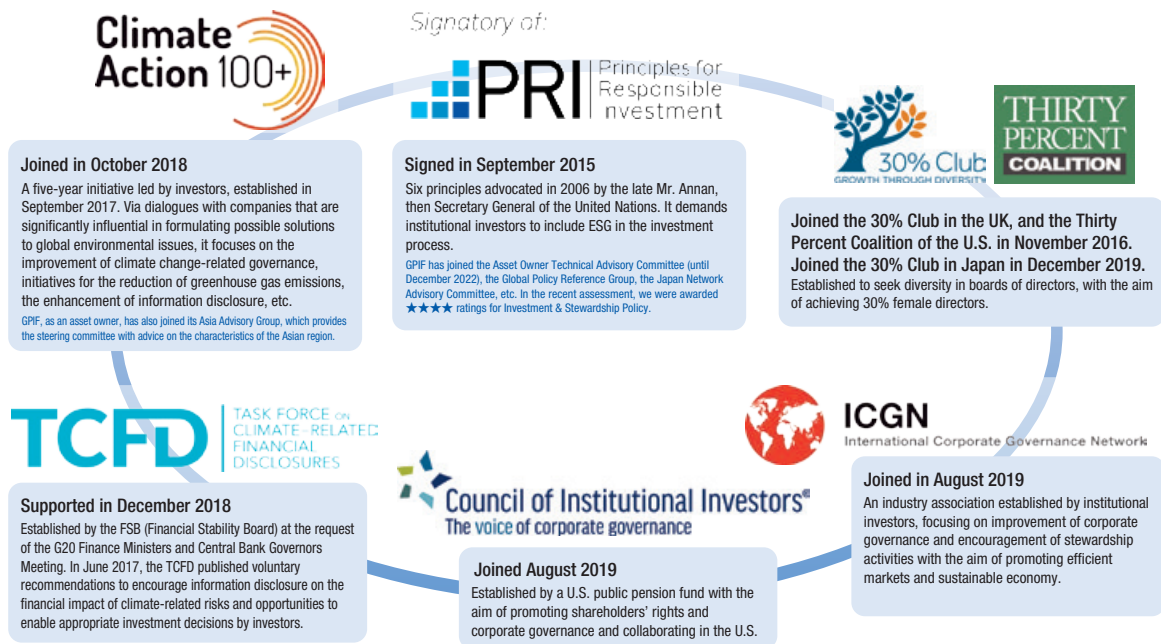 Climate
Action 100+
Signatory of:
PRI
Principles for
Responsible
Investment
30% Club
GROWTH THROUGH DIVERSITY
THIRTY
PERCENT
COALITION
Joined in October 2018
A five-year initiative led by investors, established in
September 2017. Via dialogues with companies that are
significantly influential in formulating possible solutions
to global environmental issues, it focuses on the
improvement of climate change-related governance,
initiatives for the reduction of greenhouse gas emissions,
the enhancement of information disclosure, etc.
GPIF, as an asset owner, has also joined its Asia Advisory Group, which provides
the steering committee with advice on the characteristics of the Asian region.
Signed in September 2015
Six principles advocated in 2006 by the late Mr. Annan,
then Secretary General of the United Nations. It demands
institutional investors to include ESG in the investment
process.
GPIF has joined the Asset Owner Technical Advisory Committee (until
December 2022), the Global Policy Reference Group, the Japan Network
Advisory Committee, etc. In the recent assessment, we were awarded
★★★★ ratings for Investment & Stewardship Policy.
Joined the 30% Club in the UK, and the Thirty
Percent Coalition of the U.S. in November 2016.
Joined the 30% Club in Japan in December 2019.
Established to seek diversity in boards of directors, with the aim
of achieving 30% female directors.
TCFD
TASK FORCE ON
CLIMATE-RELATED
FINANCIAL
DISCLOSURES
Supported in December 2018
Established by the FSB (Financial Stability Board) at the request
of the G20 Finance Ministers and Central Bank Governors
Meeting. In June 2017, the TCFD published voluntary
recommendations to encourage information disclosure on the
financial impact of climate-related risks and opportunities to
enable appropriate investment decisions by investors.
Council of Institutional Investors®
The voice of corporate governance
Joined August 2019
Established by a U.S. public pension fund with the
aim of promoting shareholders' rights and
corporate governance and collaborating in the U.S.
ICGN
International Corporate Governance Network
Joined in August 2019
An industry association established by institutional
investors, focusing on improvement of corporate
governance and encouragement of stewardship
activities with the aim of promoting efficient
markets and sustainable economy.